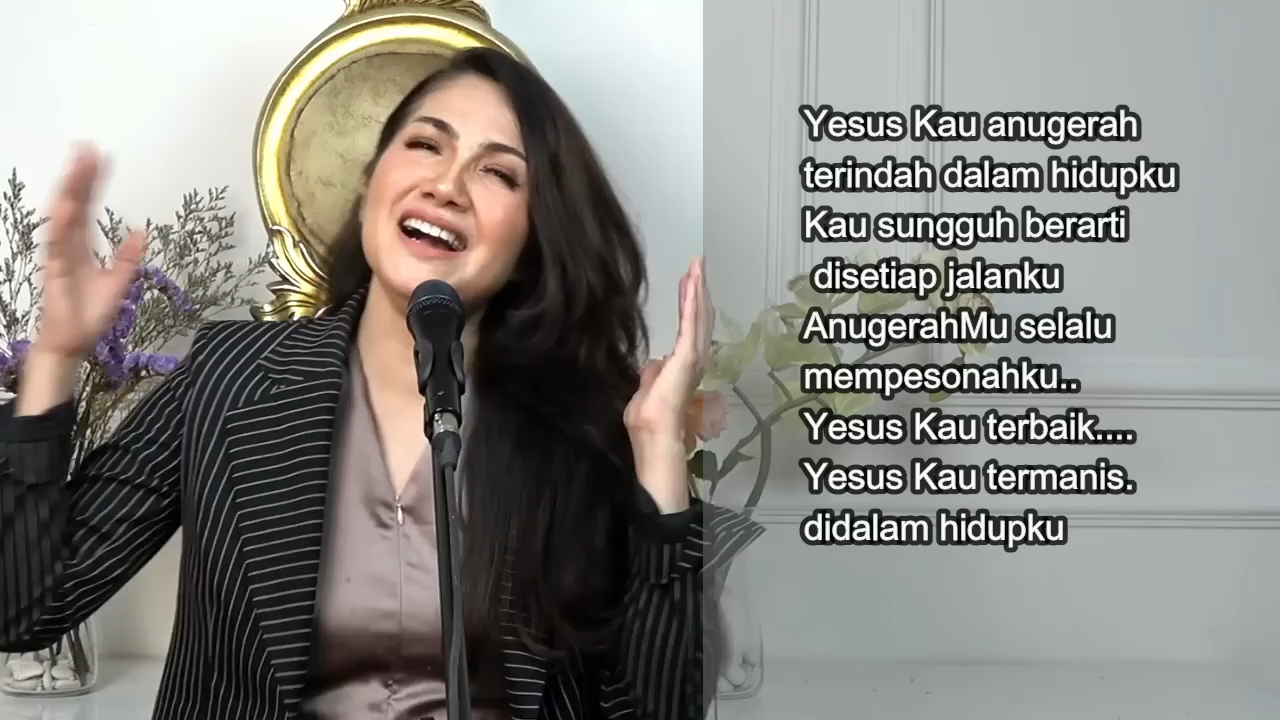 Yesus Kau anugerah
terindah dalam hidupku
Kau sungguh berarti
disetiap jalanku
AnugerahMu selalu
mempesonahku..
Yesus Kau terbaik....
Yesus Kau termanis.
didalam hidupku